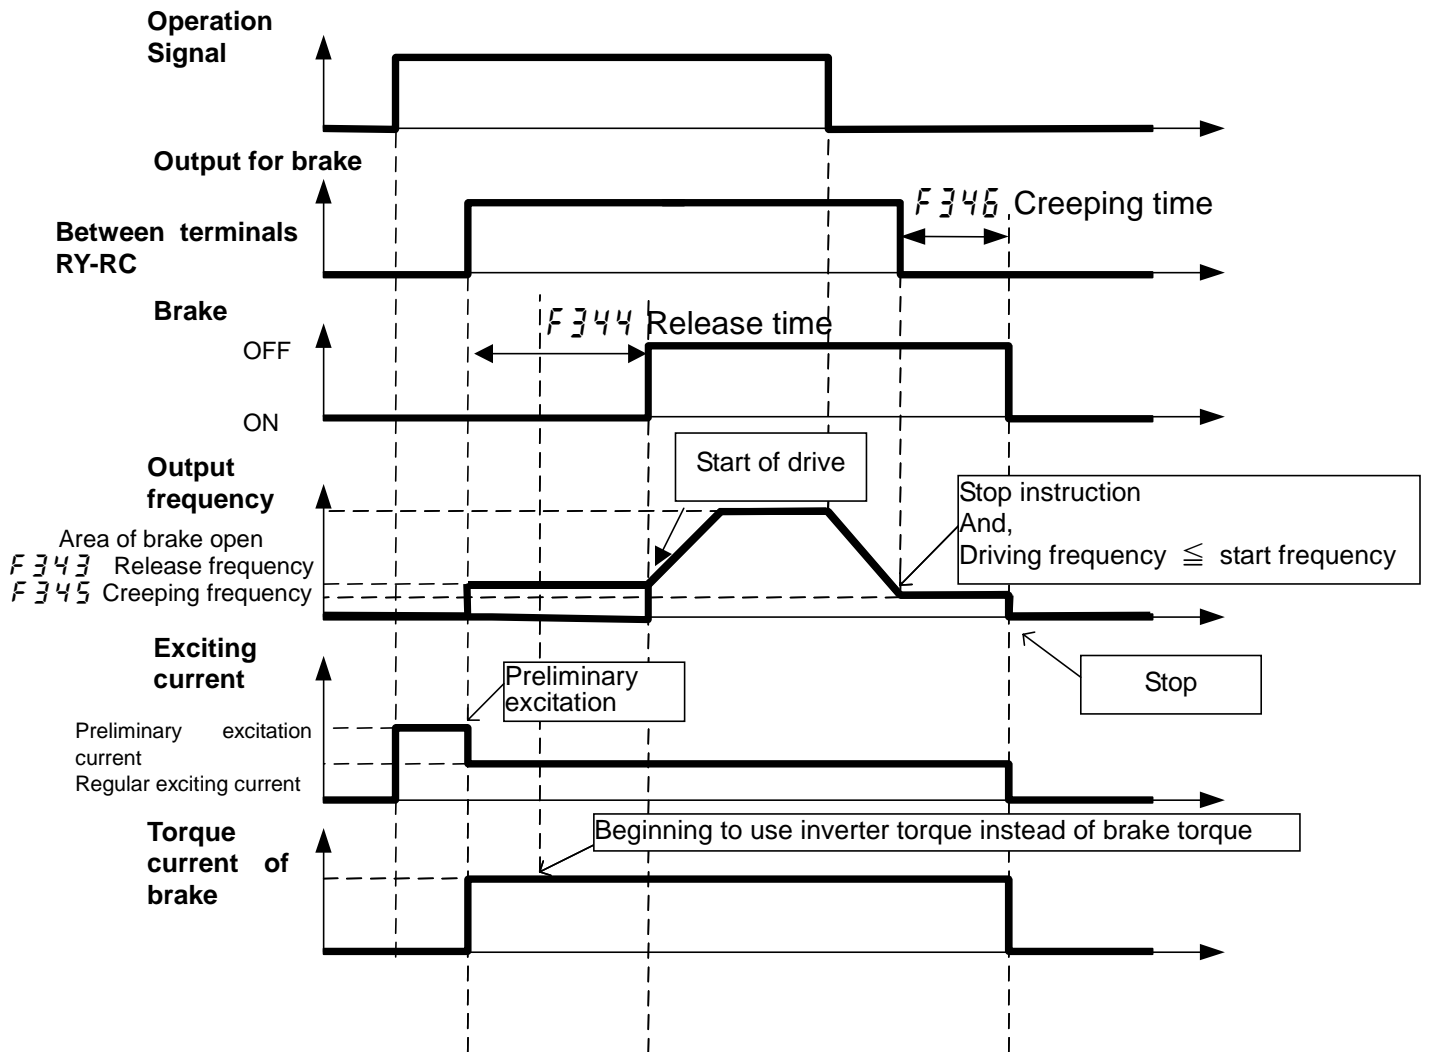 Operation
Signal
Output for brake
F346 Creeping time
Between terminals
RY-RC
Brake
F344 Release time
OFF
ON
Output
frequency
Start of drive
Stop instruction
And,
Driving frequency ≦ start frequency
Area of brake open
F343 Release frequency
F345 Creeping frequency
Exciting
current
Preliminary
excitation
Stop
Preliminary excitation
current
Regular exciting current
Torque
current of
brake
Beginning to use inverter torque instead of brake torque